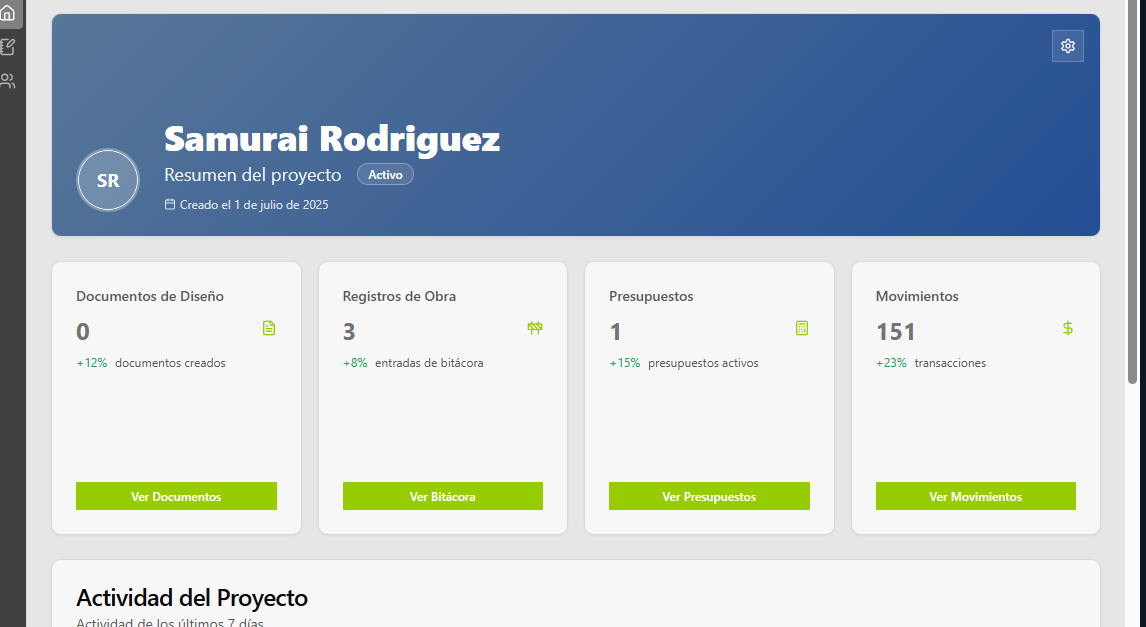 Samurai Rodriguez
SR
Resumen del proyecto Activo
Creado el 1 de julio de 2025
Documentos de Diseño
0
+12% documentos creados
Ver Documentos
Registros de Obra
3
+8% entradas de bitácora
Ver Bitácora
Presupuestos
1
+15% presupuestos activos
Ver Presupuestos
Movimientos
151
$
+23% transacciones
Ver Movimientos
Actividad del Proyecto
Actividad de los últimos 7 días